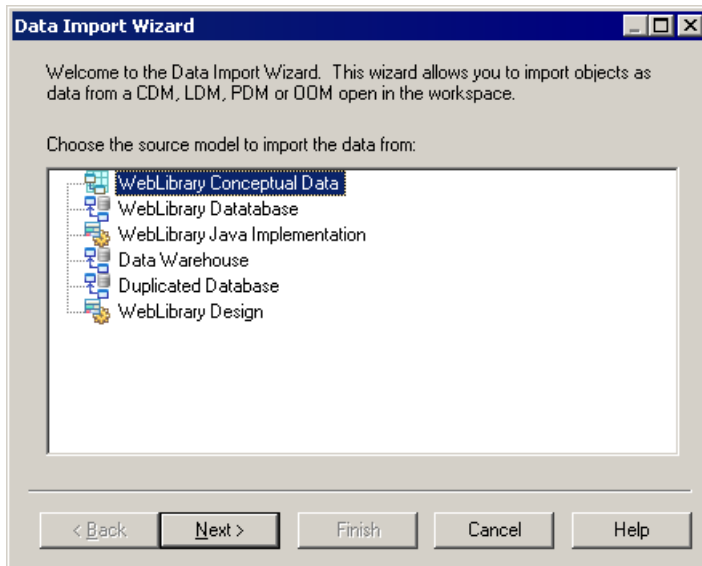 Data Import Wizard
Welcome to the Data Import Wizard. This wizard allows you to import objects as
data from a CDM, LDM, PDM or OOM open in the workspace.
Choose the source model to import the data from:
WebLibrary Conceptual Data
WebLibrary Datatabase
WebLibrary Java Implementation
Data Warehouse
Duplicated Database
WebLibrary Design
< Back Next > Finish Cancel Help